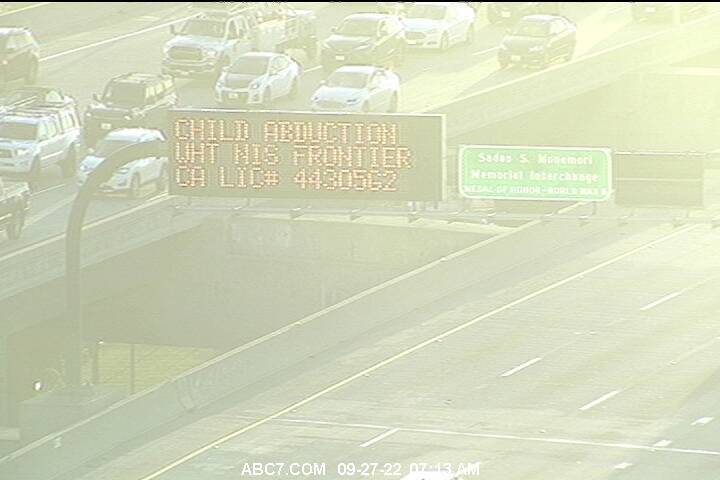 CHILD ABDUCTION
WHT NIS FRONTIER
CA LIC# 4430562
Sadao S. Munemori
Memorial Interchange
MEDAL OF HONOR - WORLD WAR II
ABC7.COM 09-27-22 07:13 AM